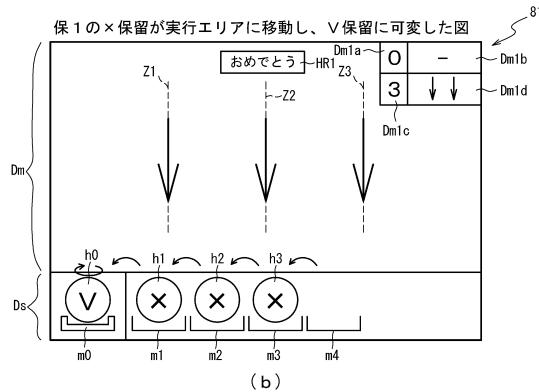 保1の×保留が実行エリアに移動し、V保留に可変した図
81
おめでとう
HR1
Dm1a
0
-
Dm1b
3
↓↓
Dm1d
Dm1c
Z1
Z2
Z3
Dm
h0
h1
h2
h3
Ds
V
×
×
×
m0
m1
m2
m3
m4
(b)